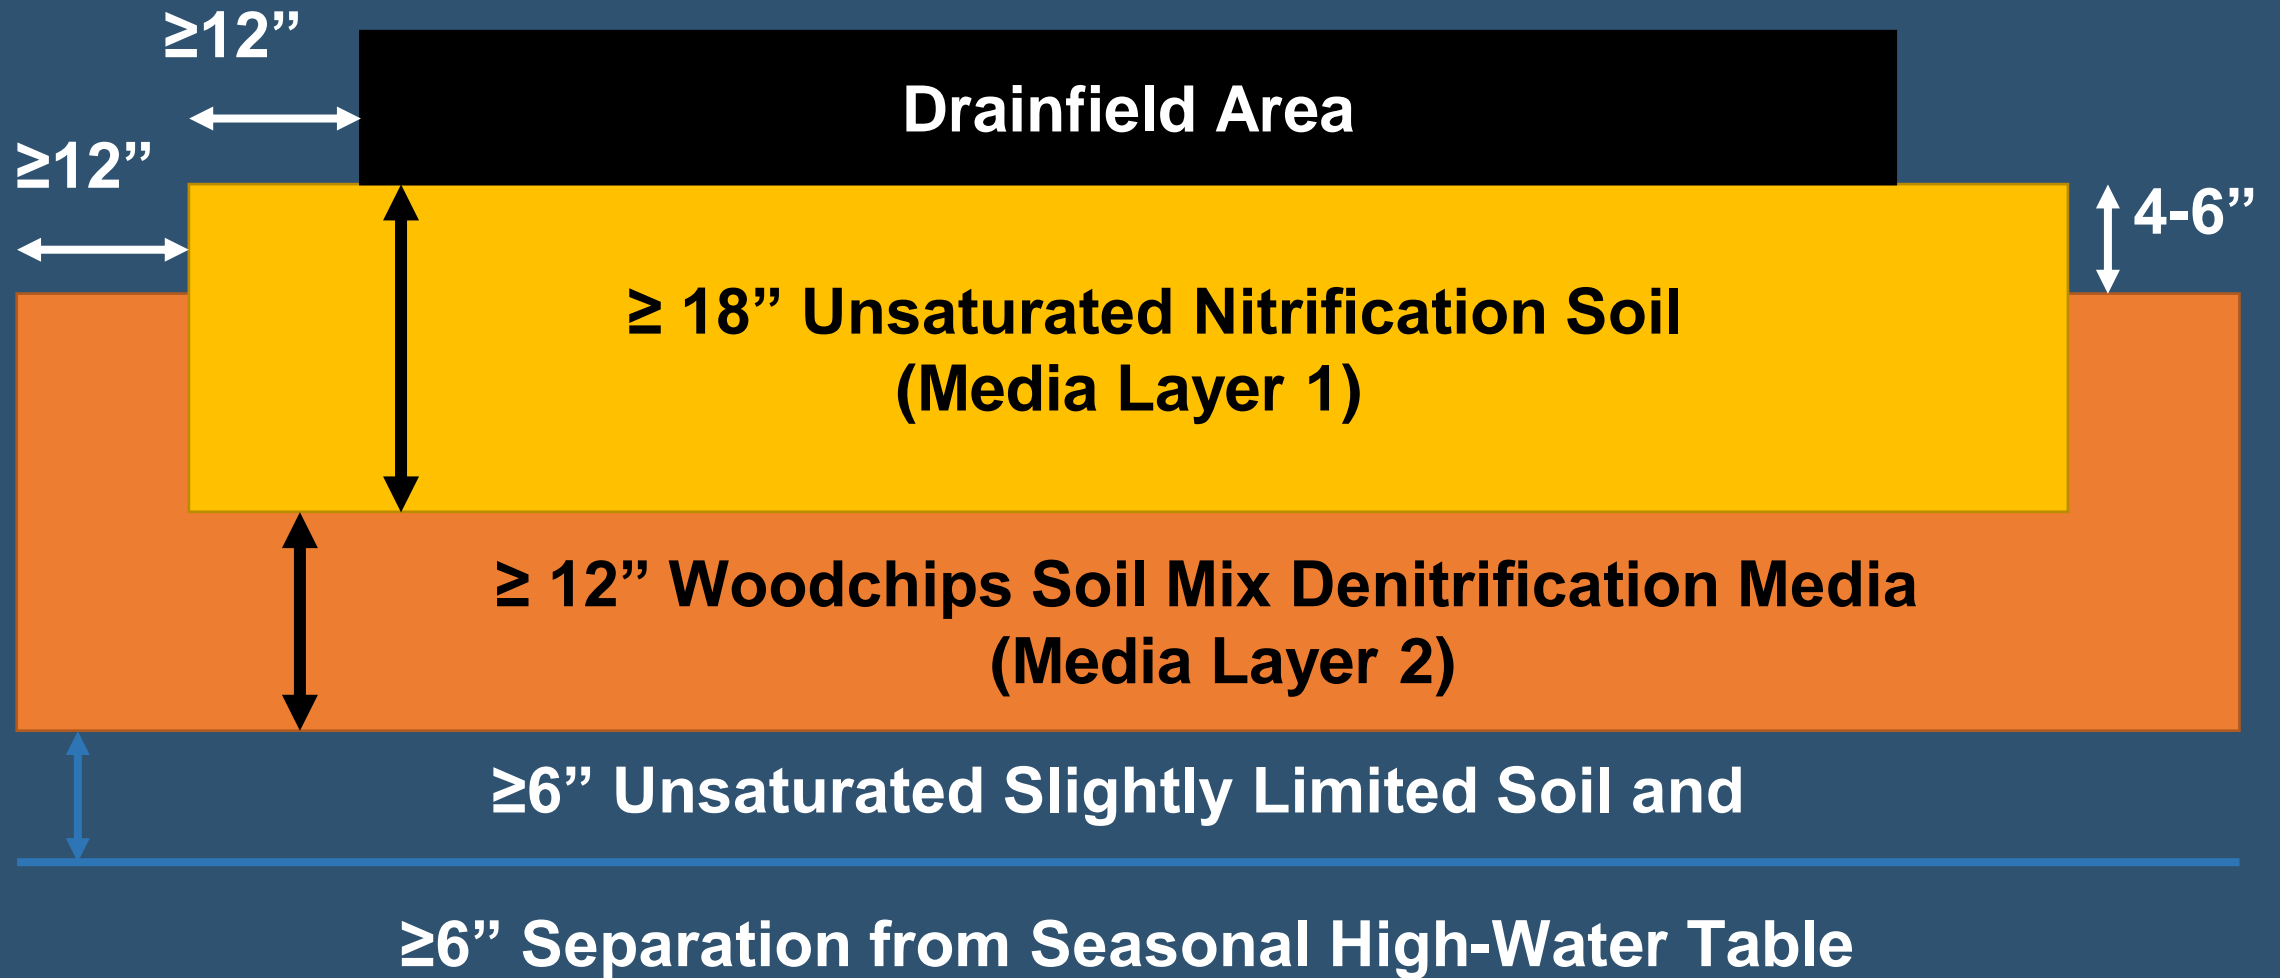 ≥12”
Drainfield Area
≥12”
4-6”
≥ 18” Unsaturated Nitrification Soil
(Media Layer 1)
≥ 12” Woodchips Soil Mix Denitrification Media
(Media Layer 2)
≥6” Unsaturated Slightly Limited Soil and
≥6” Separation from Seasonal High-Water Table